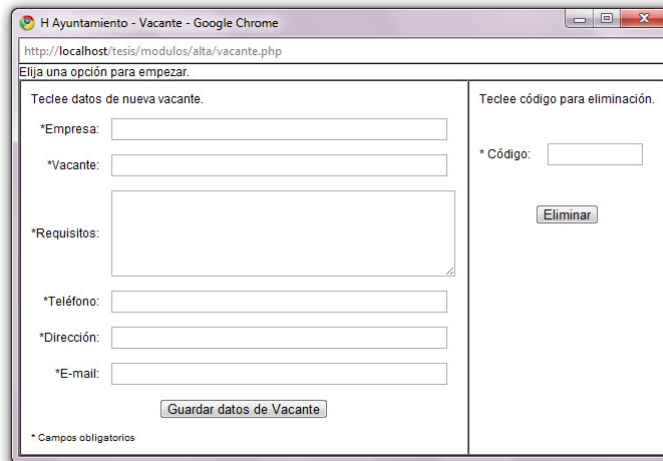 H Ayuntamiento - Vacante - Google Chrome
http://localhost/tesis/modulos/alta/vacante.php
Elija una opción para empezar.
Teclee datos de nueva vacante.
*Empresa:
*Vacante:
*Requisitos:
*Teléfono:
*Dirección:
*E-mail:
Guardar datos de Vacante
* Campos obligatorios
Teclee código para eliminación.
* Código:
Eliminar